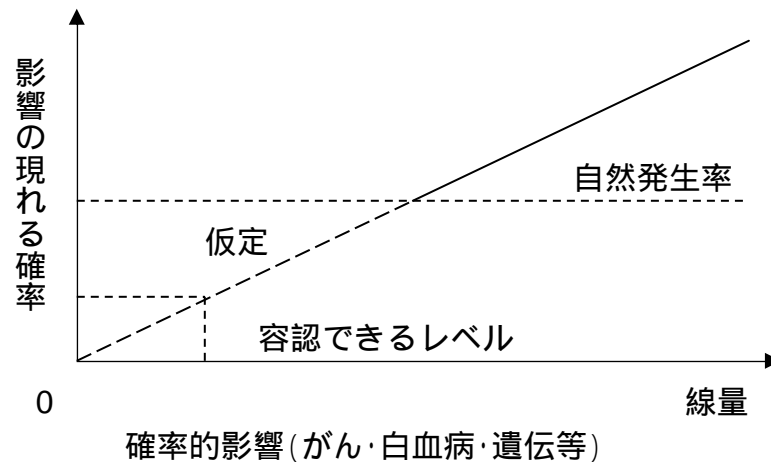 影響の現れる確率
自然発生率
仮定
容認できるレベル
0
線量
確率的影響(がん･白血病･遺伝等)